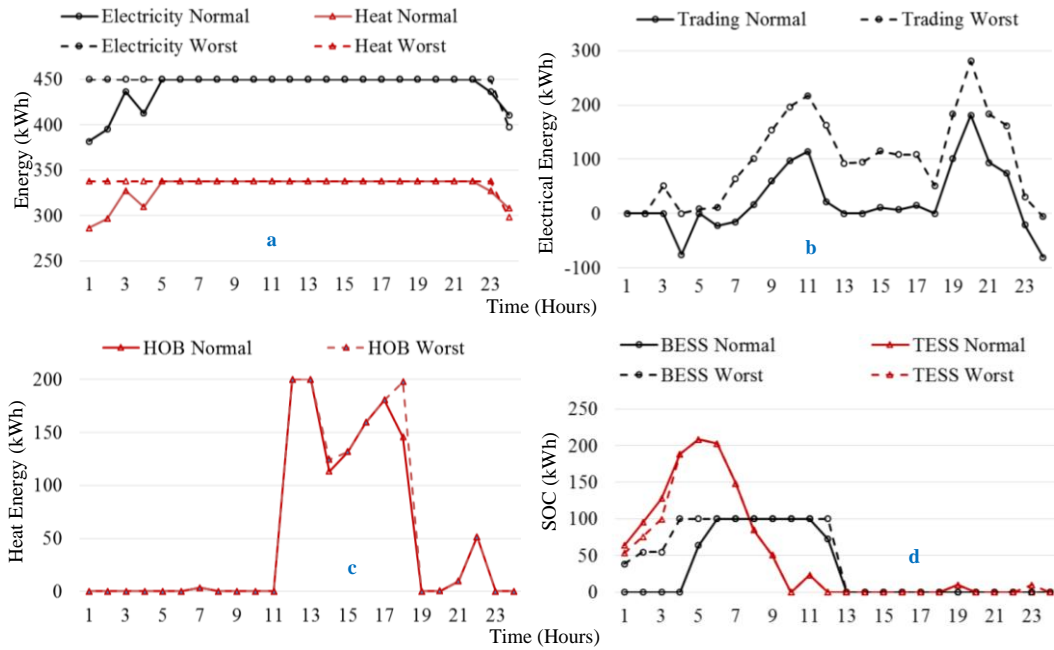 Electricity Normal
Heat Normal
Electricity Worst
Heat Worst
450
400
350
300
250
Energy (kWh)
a
1 3 5 7 9 11 13 15 17 19 21 23
Trading Normal
Trading Worst
300
200
100
0
-100
Electrical Energy (kWh)
b
1 3 5 7 9 11 13 15 17 19 21 23
Time (Hours)
HOB Normal
HOB Worst
200
150
100
50
0
Heat Energy (kWh)
c
1 3 5 7 9 11 13 15 17 19 21 23
BESS Normal
TESS Normal
BESS Worst
TESS Worst
250
200
150
100
50
0
SOC (kWh)
d
1 3 5 7 9 11 13 15 17 19 21 23
Time (Hours)